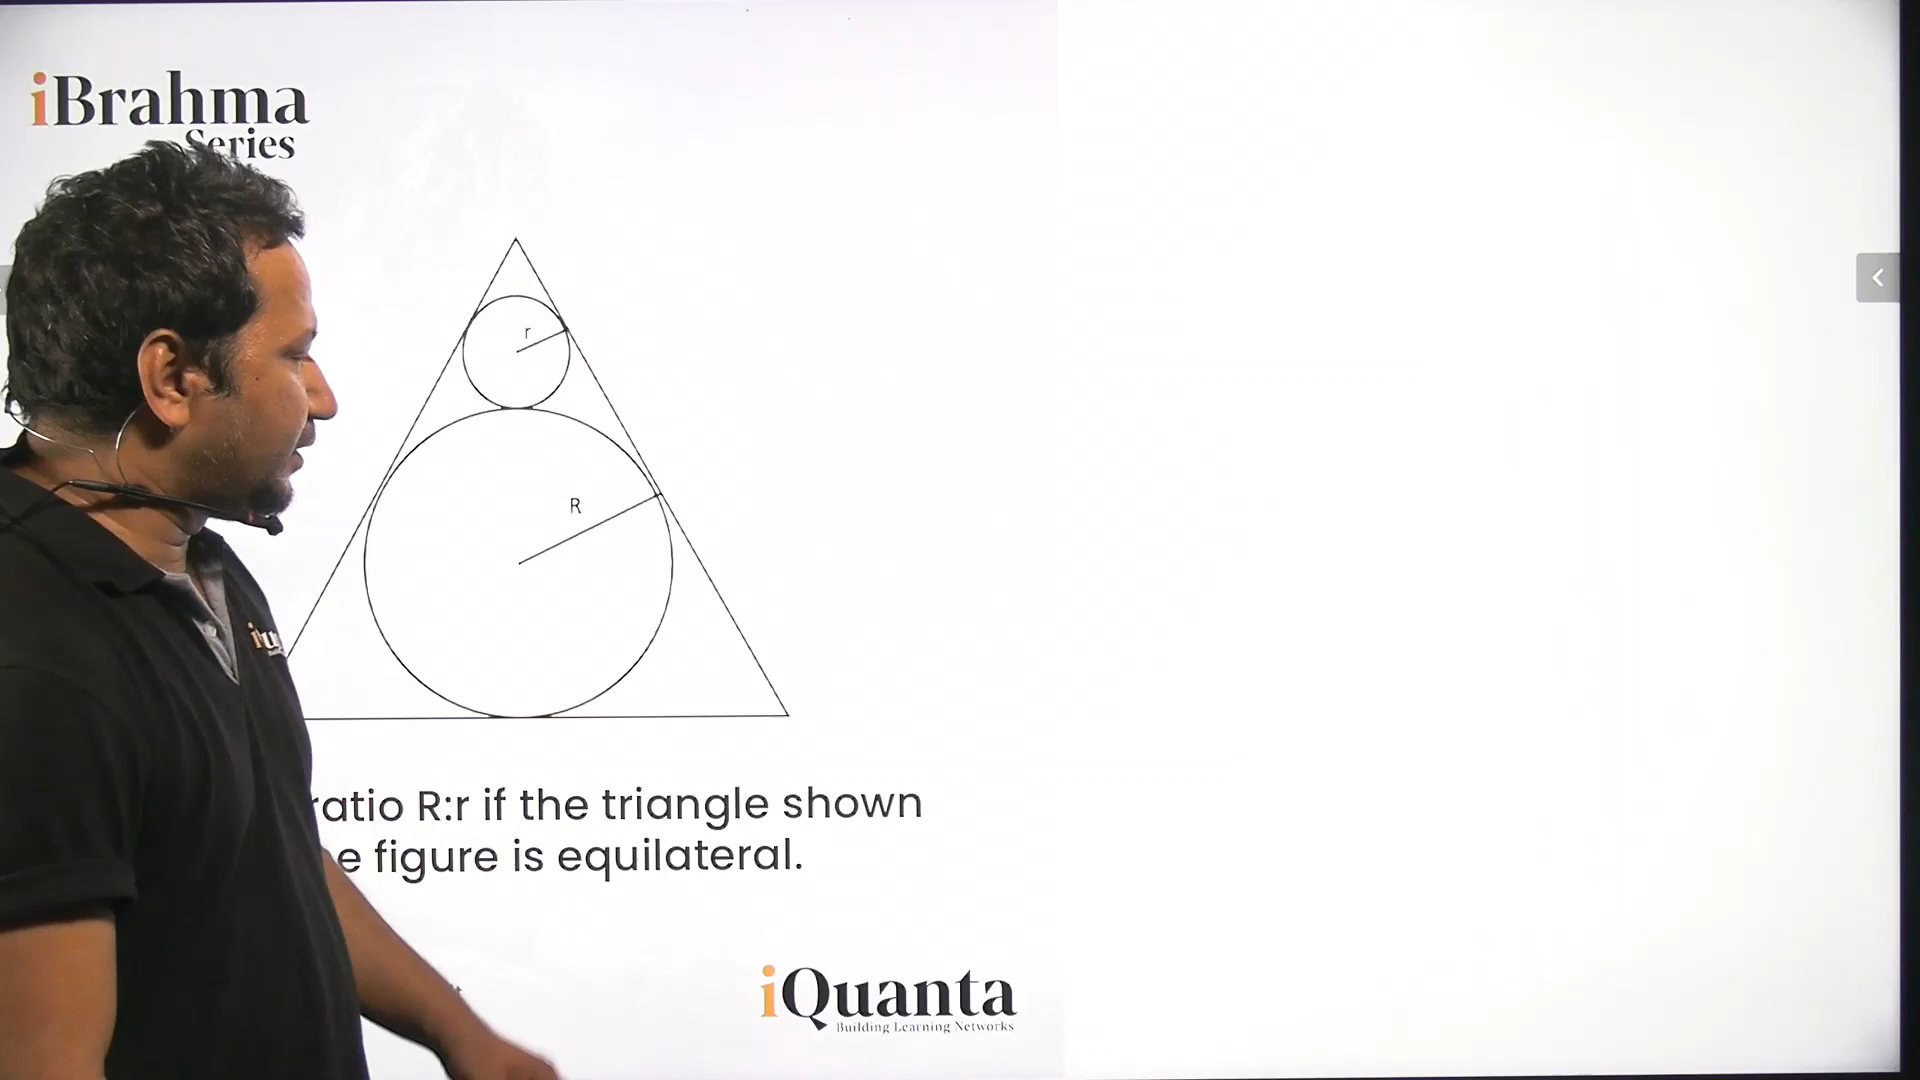 iBrahma
Series
r
R
ratio R:r if the triangle shown
e figure is equilateral.
iQuanta
Building Learning Networks